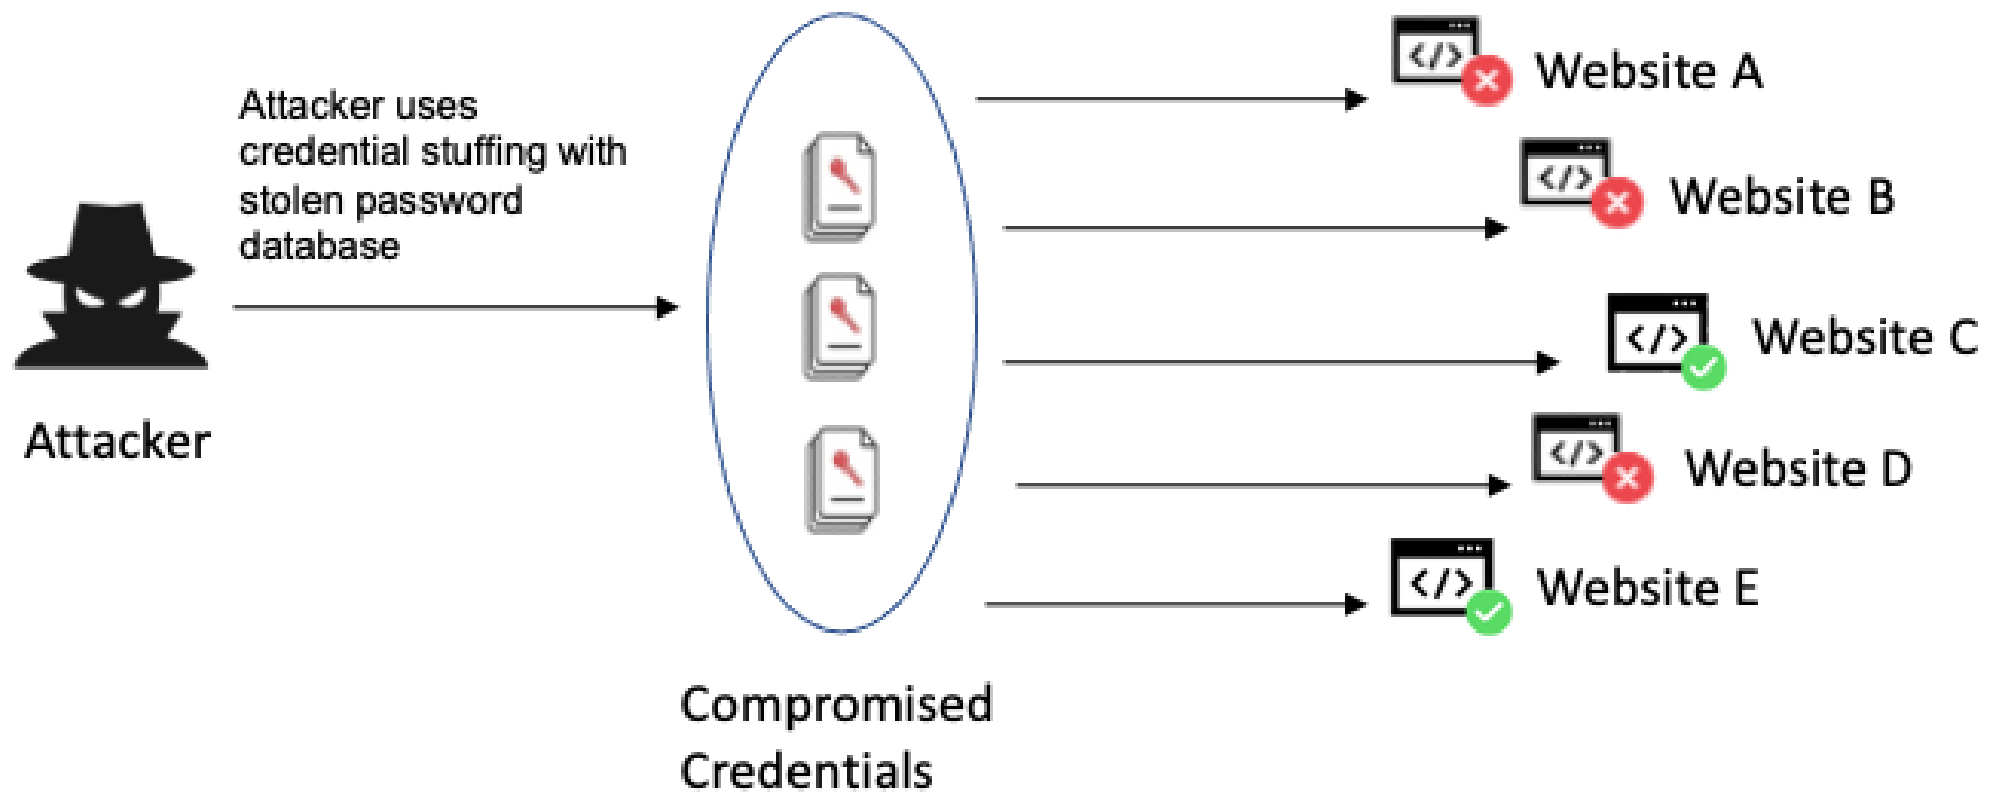 Attacker uses
credential stuffing with
stolen password
database
Attacker
Compromised
Credentials
</> Website A
</> Website B
</> Website C
</> Website D
</> Website E